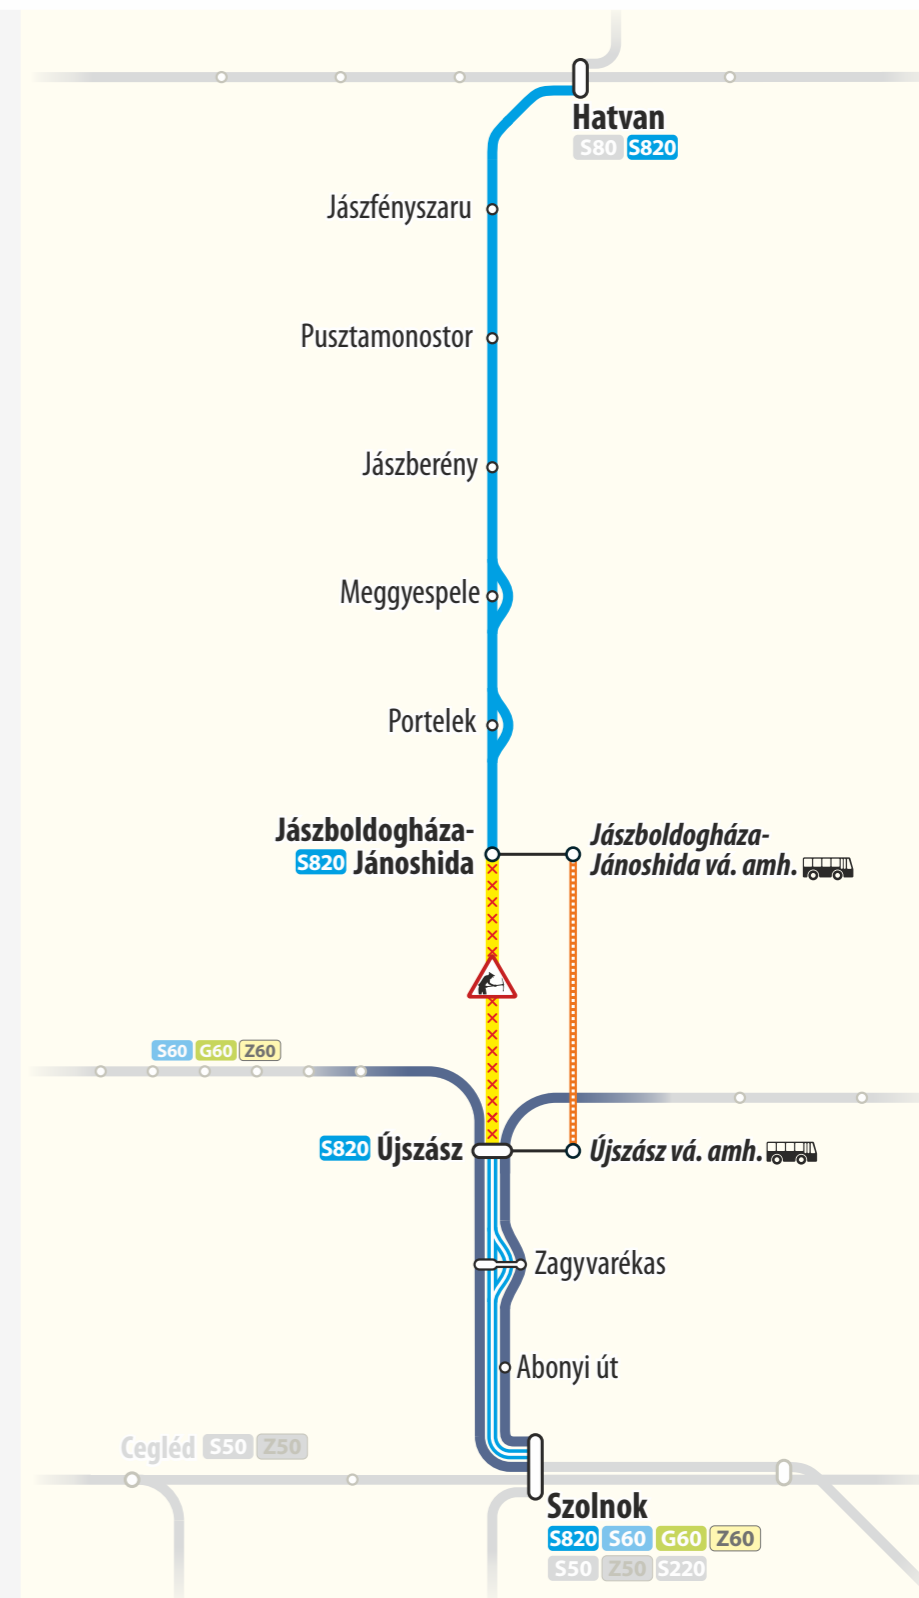 Hatvan
S80 S820
Jászfényszaru
Pusztamonostor
Jászberény
Meggyespele
Portelek
Jászboldogháza-
S820 Jánoshida
Jászboldogháza-
Jánoshida vá. amh.
S60 G60 Z60
S820 Újszász
Újszász vá. amh.
Zagyvarékas
Abonyi út
Cegléd S50 Z50
Szolnok
S820 S60 G60 Z60
S50 Z50 S220